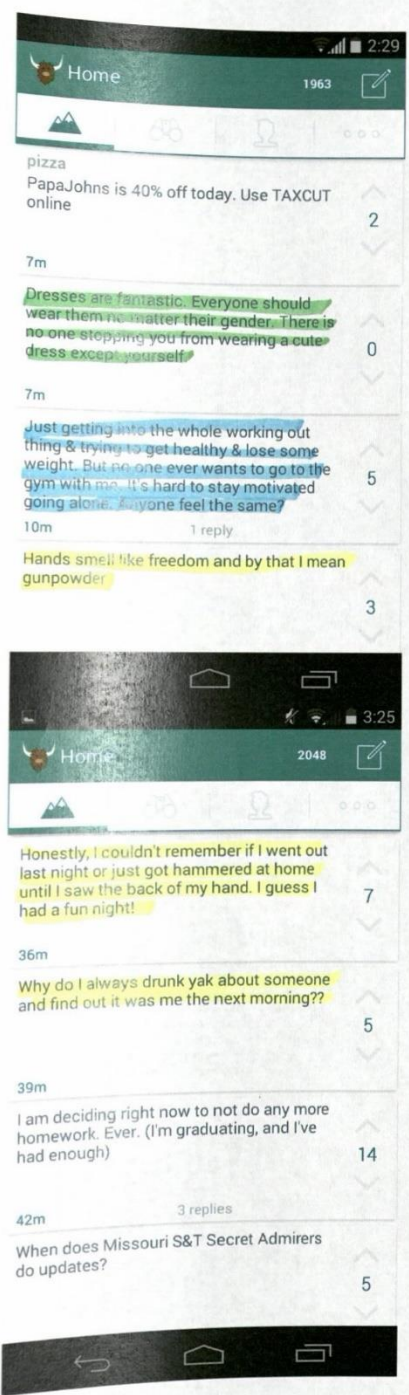 2:29
Home
1963
pizza
PapaJohns is 40% off today. Use TAXCUT
online
2
7m
Dresses are fantastic. Everyone should
wear them no matter their gender. There is
no one stopping you from wearing a cute
dress except yourself.
0
7m
Just getting into the whole working out
thing & trying to get healthy & lose some
weight. But no one ever wants to go to the
gym with me. It's hard to stay motivated
going alone. Anyone feel the same?
5
10m
1 reply
Hands smell like freedom and by that I mean
gunpowder
3
3:25
Home
2048
Honestly, I couldn't remember if I went out
last night or just got hammered at home
until I saw the back of my hand. I guess I
had a fun night!
7
36m
Why do I always drunk yak about someone
and find out it was me the next morning??
5
39m
I am deciding right now to not do any more
homework. Ever. (I'm graduating, and I've
had enough)
14
42m
3 replies
When does Missouri S&T Secret Admirers
do updates?
5